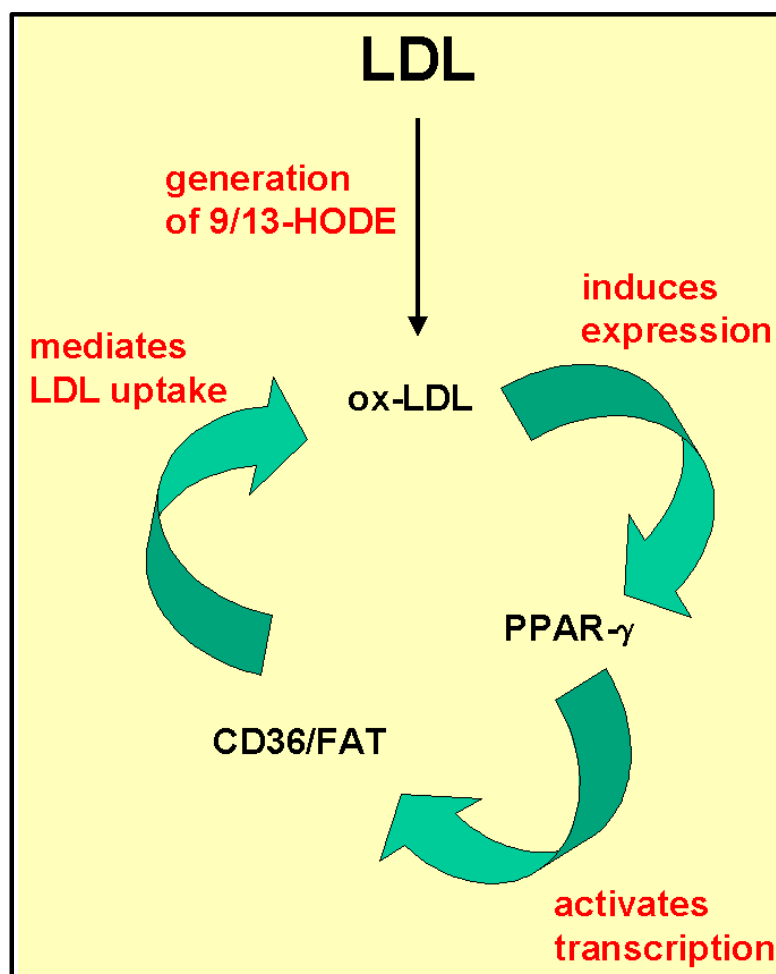 LDL
generation
of 9/13-HODE
induces
expression
mediates
LDL uptake
ox-LDL
PPAR-γ
CD36/FAT
activates
transcription